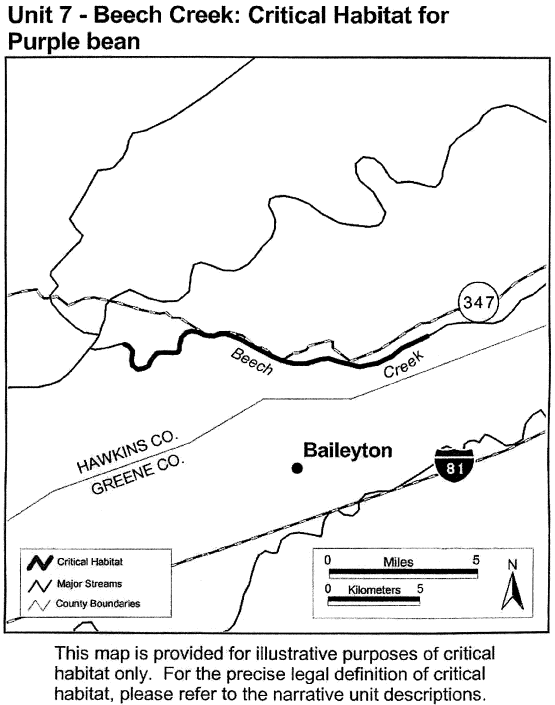 Unit 7 - Beech Creek: Critical Habitat for
Purple bean
347
Beech Creek
HAWKINS CO.
GREENE CO.
Baileyton
81
Critical Habitat
Major Streams
County Boundaries
0 Miles 5
0 Kilometers 5
N
This map is provided for illustrative purposes of critical
habitat only. For the precise legal definition of critical
habitat, please refer to the narrative unit descriptions.